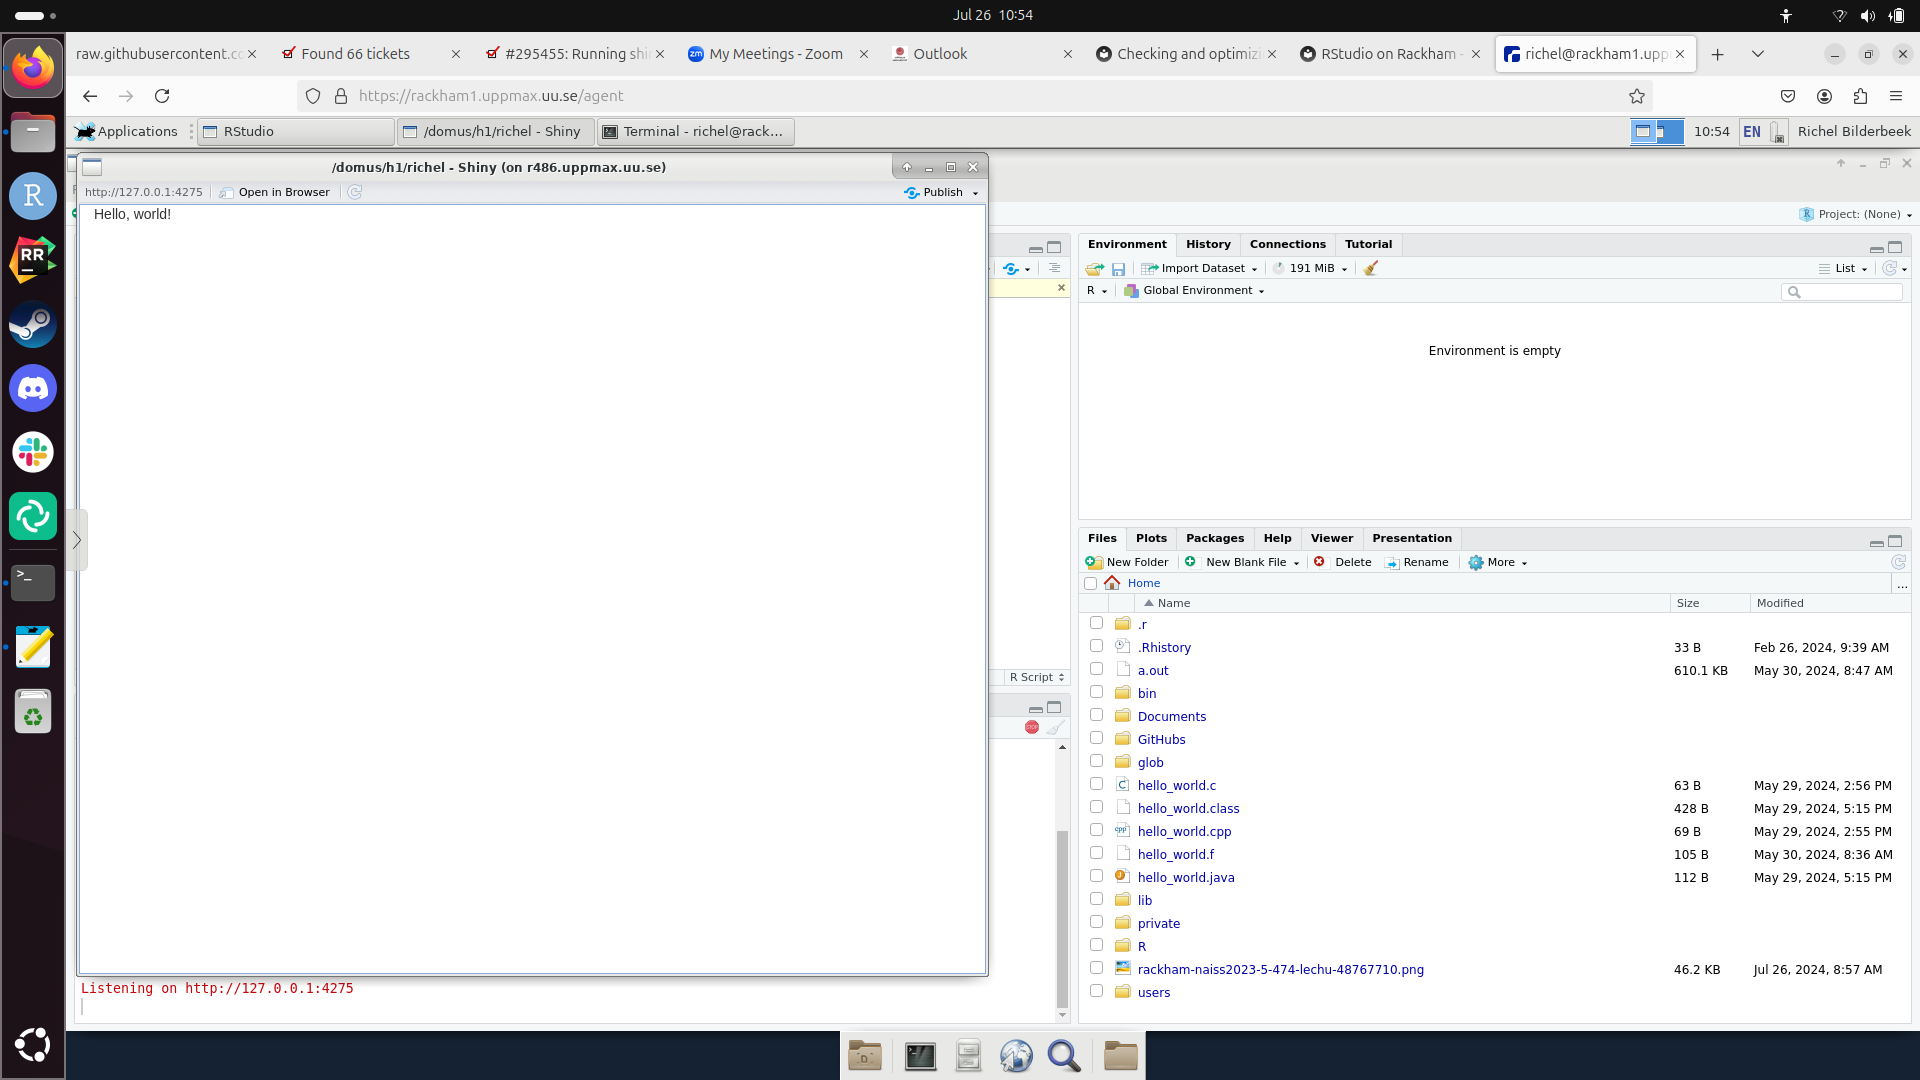 Jul 26 10:54
raw.githubusercontent.co
Found 66 tickets
#295455: Running shi
My Meetings - Zoom
Outlook
Checking and optimizi
RStudio on Rackham -
richel@rackham1.upp
https://rackham1.uppmax.uu.se/agent
Applications
RStudio
/domus/h1/richel - Shiny
Terminal - richel@rack...
10:54
EN
Richel Bilderbeek
/domus/h1/richel - Shiny (on r486.uppmax.uu.se)
http://127.0.0.1:4275
Open in Browser
Publish
Hello, world!
Project: (None)
Environment
History
Connections
Tutorial
Import Dataset
191 MiB
List
R
Global Environment
Environment is empty
R Script
Files
Plots
Packages
Help
Viewer
Presentation
New Folder
New Blank File
Delete
Rename
More
Home
...
Name Size Modified
.r
.Rhistory 33 B Feb 26, 2024, 9:39 AM
a.out 610.1 KB May 30, 2024, 8:47 AM
bin
Documents
GitHubs
glob
hello_world.c 63 B May 29, 2024, 2:56 PM
hello_world.class 428 B May 29, 2024, 5:15 PM
hello_world.cpp 69 B May 29, 2024, 2:55 PM
hello_world.f 105 B May 30, 2024, 8:36 AM
hello_world.java 112 B May 29, 2024, 5:15 PM
lib
private
R
rackham-naiss2023-5-474-lechu-48767710.png 46.2 KB Jul 26, 2024, 8:57 AM
users
Listening on http://127.0.0.1:4275